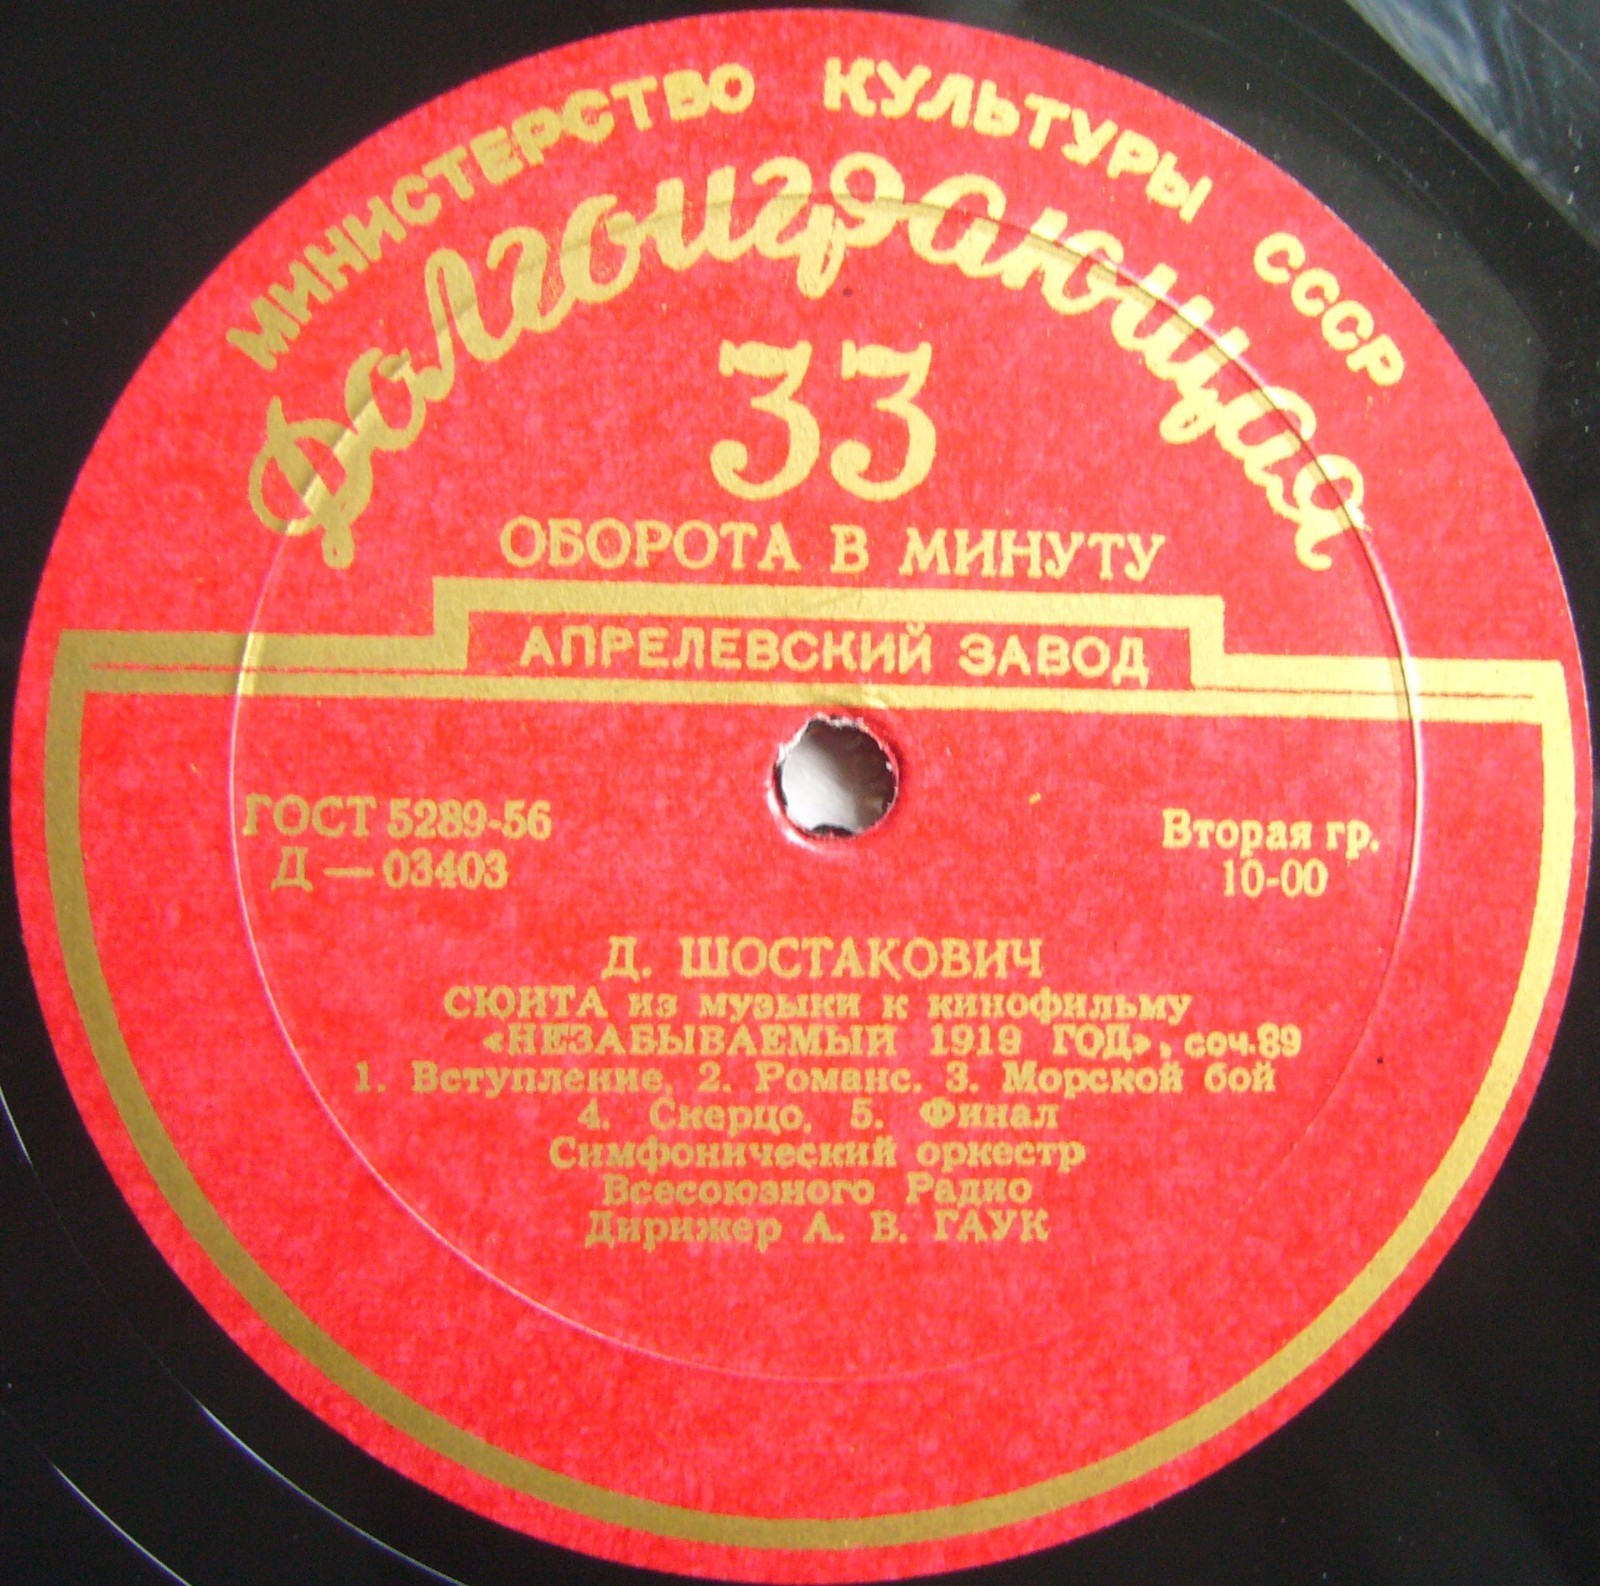 МИНИСТЕРСТВО КУЛЬТУРЫ СССР
Долгоиграющая
33
ОБОРОТА В МИНУТУ
АПРЕЛЕВСКИЙ ЗАВОД
ГОСТ 5289-56
Д — 03403
Вторая гр.
10-00
Д. ШОСТАКОВИЧ
СЮИТА из музыки к кинофильму
«НЕЗАБЫВАЕМЫЙ 1919 ГОД», соч.89
1. Вступление. 2. Романс. 3. Морской бой
4. Скерцо. 5. Финал
Симфонический оркестр
Всесоюзного Радио
Дирижер А. В. ГАУК